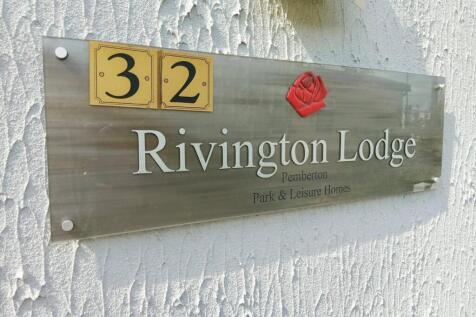 32
Rivington Lodge
Pemberton
Park & Leisure Homes